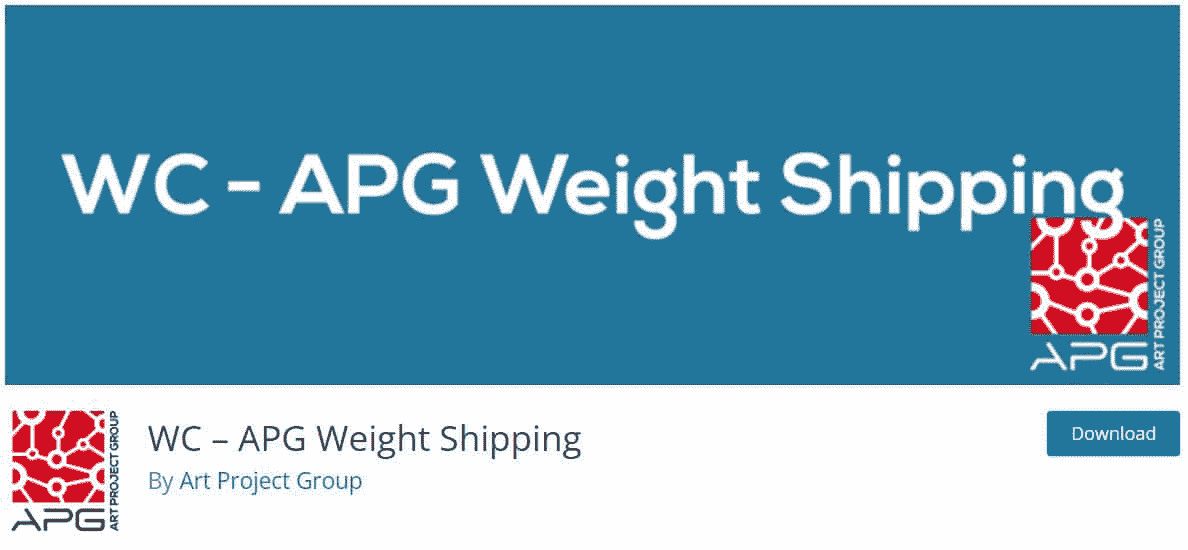 WC - APG Weight Shipping
APG
ART PROJECT GROUP
WC – APG Weight Shipping
Download
By Art Project Group
APG
ART PROJECT GROUP